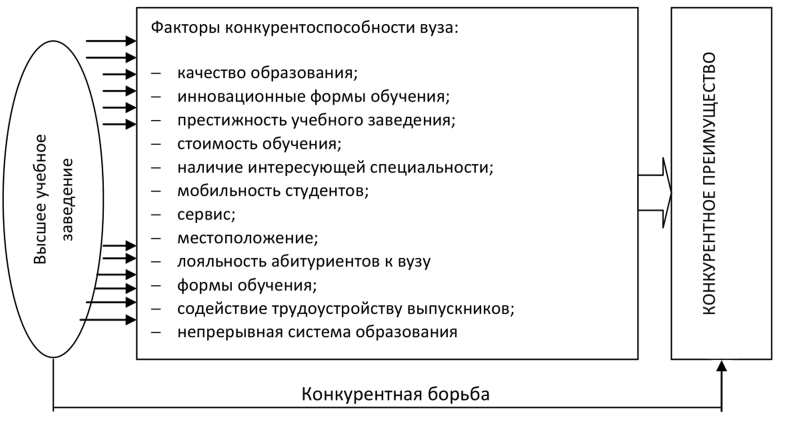 Высшее учебное
заведение
Факторы конкурентоспособности вуза:
– качество образования;
– инновационные формы обучения;
– престижность учебного заведения;
– стоимость обучения;
– наличие интересующей специальности;
– мобильность студентов;
– сервис;
– местоположение;
– лояльность абитуриентов к вузу
– формы обучения;
– содействие трудоустройству выпускников;
– непрерывная система образования
КОНКУРЕНТНОЕ ПРЕИМУЩЕСТВО
Конкурентная борьба